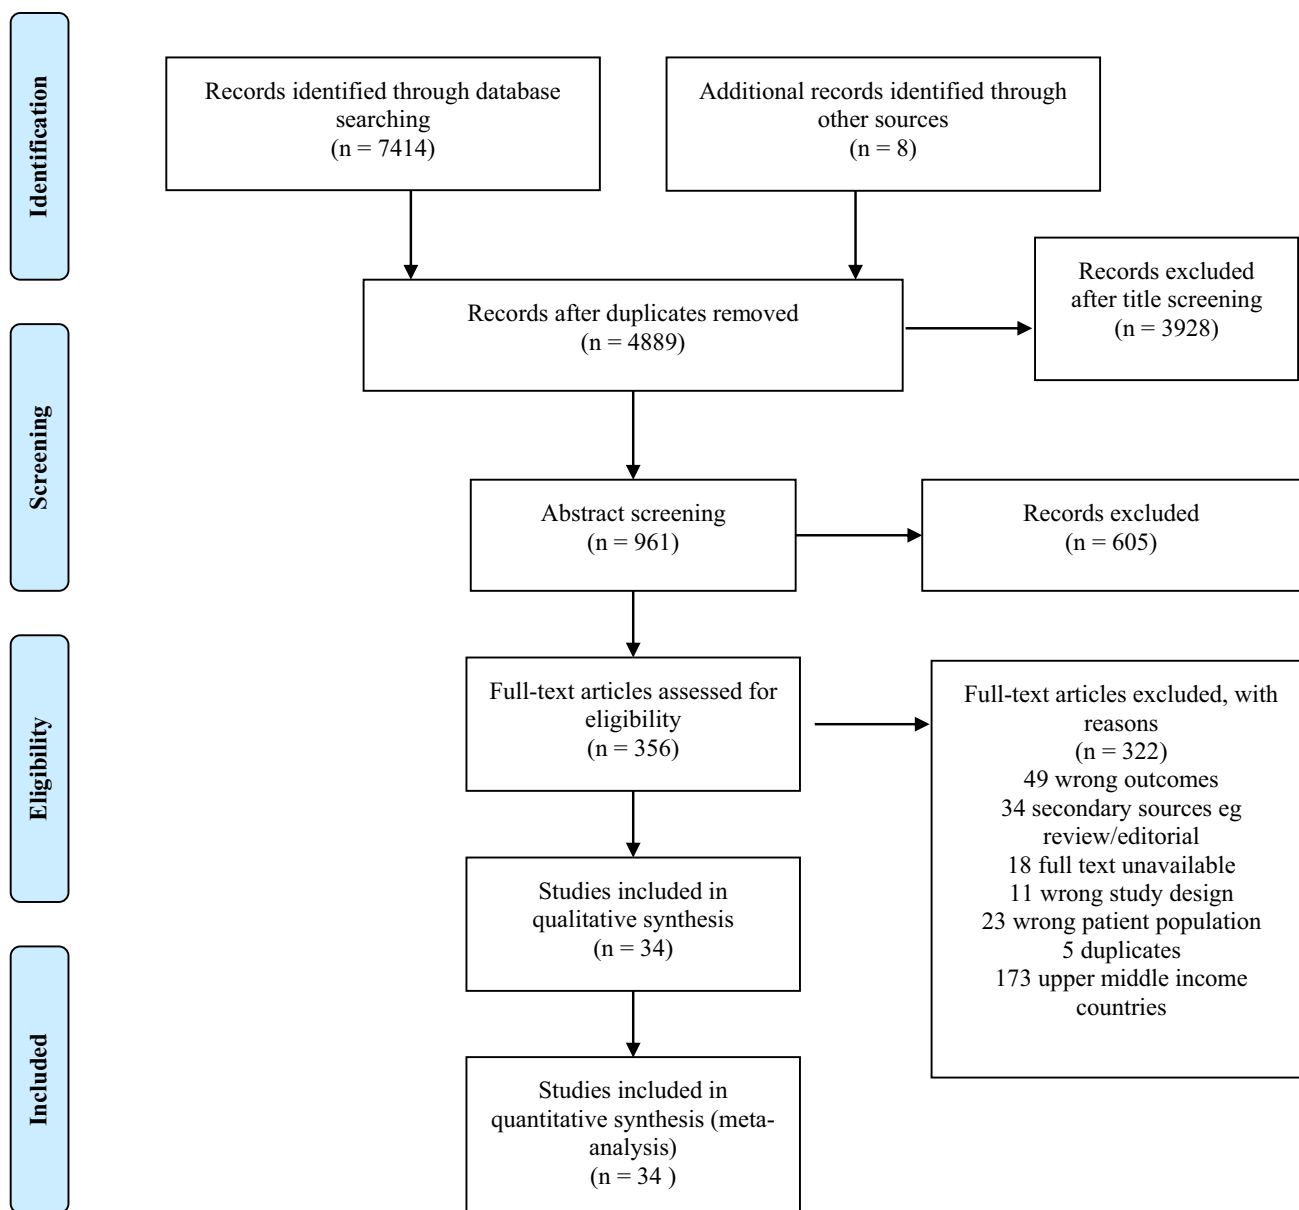 Identification
Records identified through database
searching
(n = 7414)
Additional records identified through
other sources
(n = 8)
Records after duplicates removed
(n = 4889)
Records excluded
after title screening
(n = 3928)
Screening
Abstract screening
(n = 961)
Records excluded
(n = 605)
Eligibility
Full-text articles assessed for
eligibility
(n = 356)
Full-text articles excluded, with
reasons
(n = 322)
49 wrong outcomes
34 secondary sources eg
review/editorial
18 full text unavailable
11 wrong study design
23 wrong patient population
5 duplicates
173 upper middle income
countries
Studies included in
qualitative synthesis
(n = 34)
Included
Studies included in
quantitative synthesis (meta-
analysis)
(n = 34 )